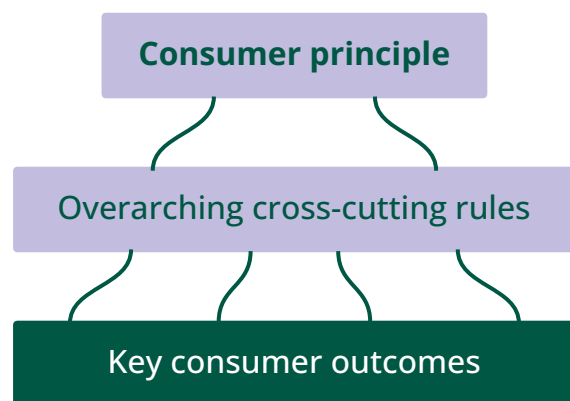 Consumer principle
Overarching cross-cutting rules
Key consumer outcomes